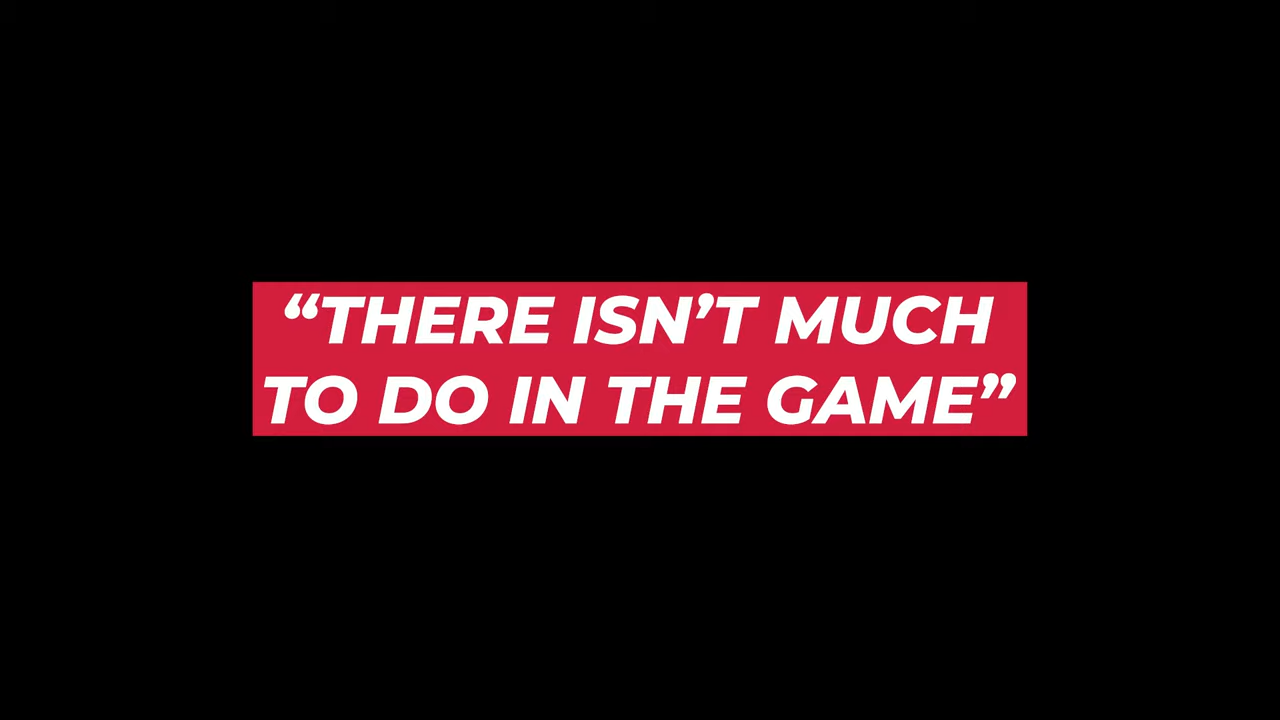 “THERE ISN’T MUCH
TO DO IN THE GAME”